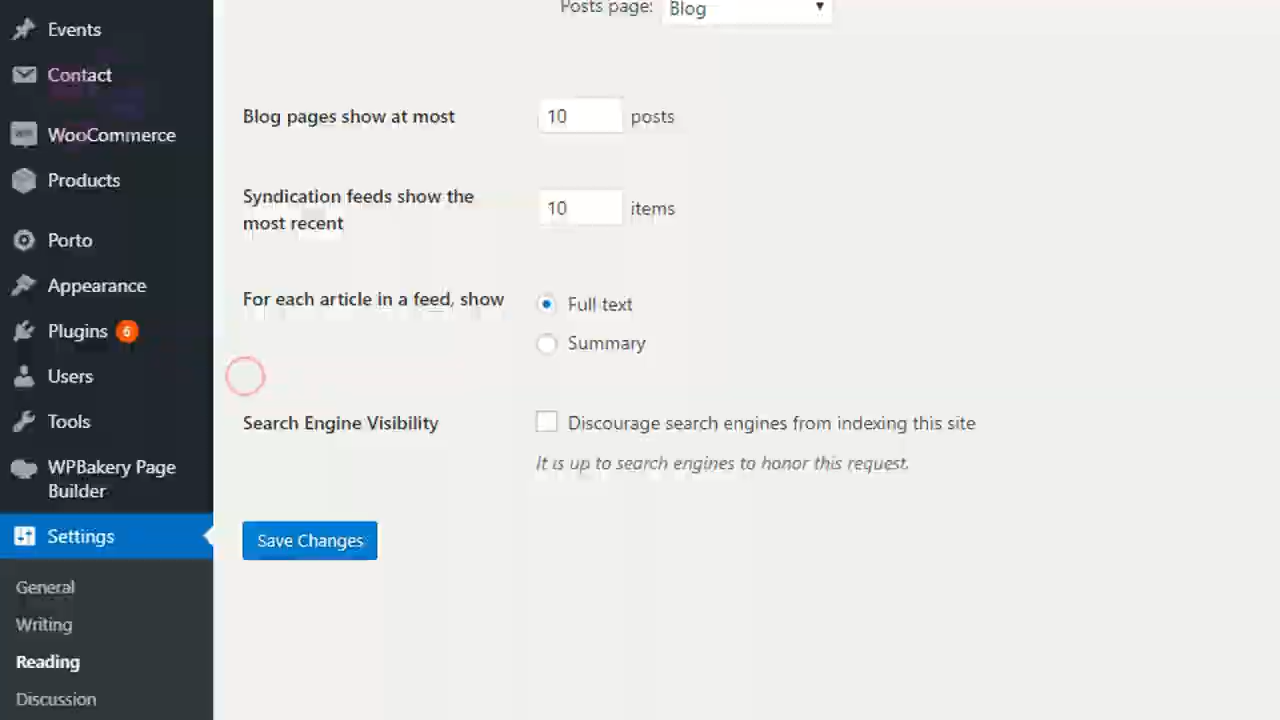 Events
Contact
WooCommerce
Products
Porto
Appearance
Plugins 6
Users
Tools
WPBakery Page
Builder
Settings
General
Writing
Reading
Discussion
Posts page: Blog
Blog pages show at most 10 posts
Syndication feeds show the
most recent 10 items
For each article in a feed, show
Full text
Summary
Search Engine Visibility
Discourage search engines from indexing this site
It is up to search engines to honor this request.
Save Changes